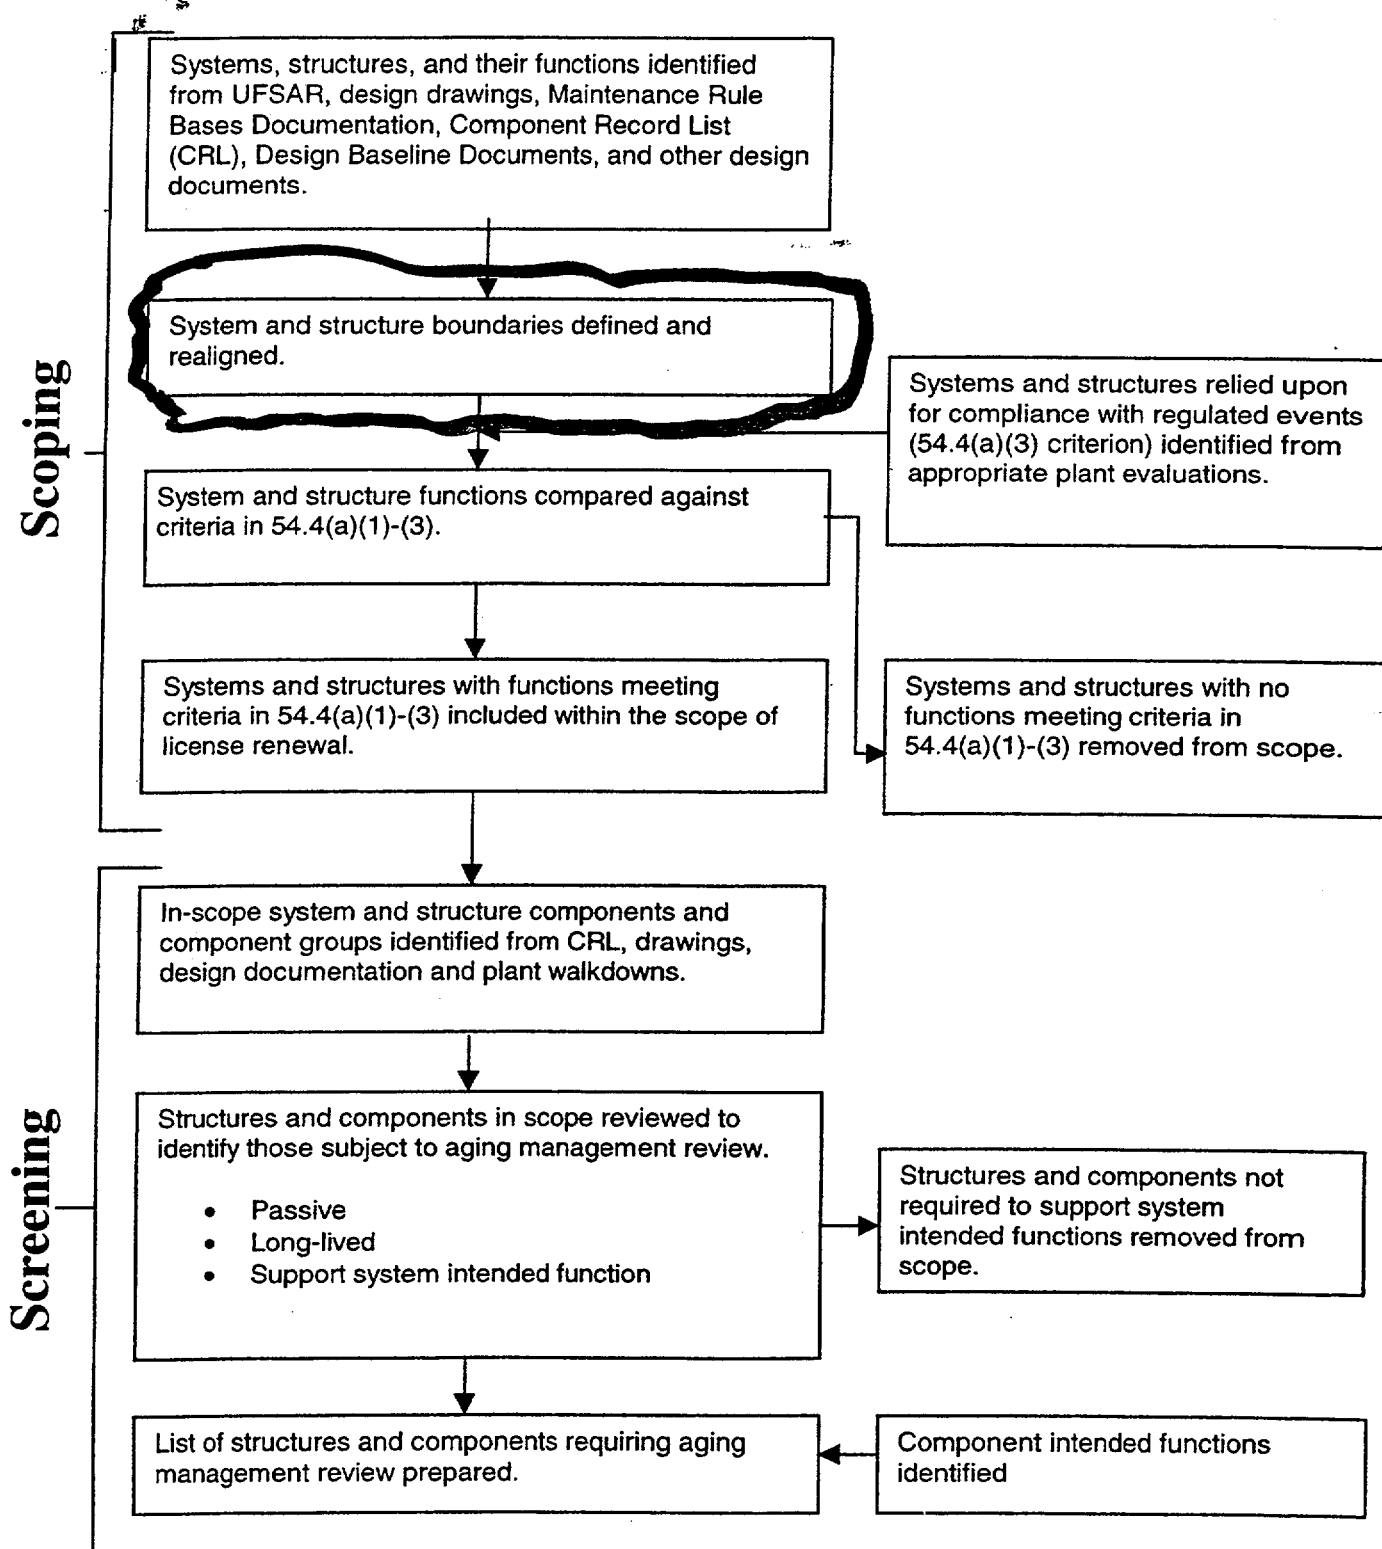 Systems, structures, and their functions identified
from UFSAR, design drawings, Maintenance Rule
Bases Documentation, Component Record List
(CRL), Design Baseline Documents, and other design
documents.
System and structure boundaries defined and
realigned.
Scoping
Systems and structures relied upon
for compliance with regulated events
(54.4(a)(3) criterion) identified from
appropriate plant evaluations.
System and structure functions compared against
criteria in 54.4(a)(1)-(3).
Systems and structures with functions meeting
criteria in 54.4(a)(1)-(3) included within the scope of
license renewal.
Systems and structures with no
functions meeting criteria in
54.4(a)(1)-(3) removed from scope.
In-scope system and structure components and
component groups identified from CRL, drawings,
design documentation and plant walkdowns.
Screening
Structures and components in scope reviewed to
identify those subject to aging management review.
• Passive
• Long-lived
• Support system intended function
Structures and components not
required to support system
intended functions removed from
scope.
List of structures and components requiring aging
management review prepared.
Component intended functions
identified